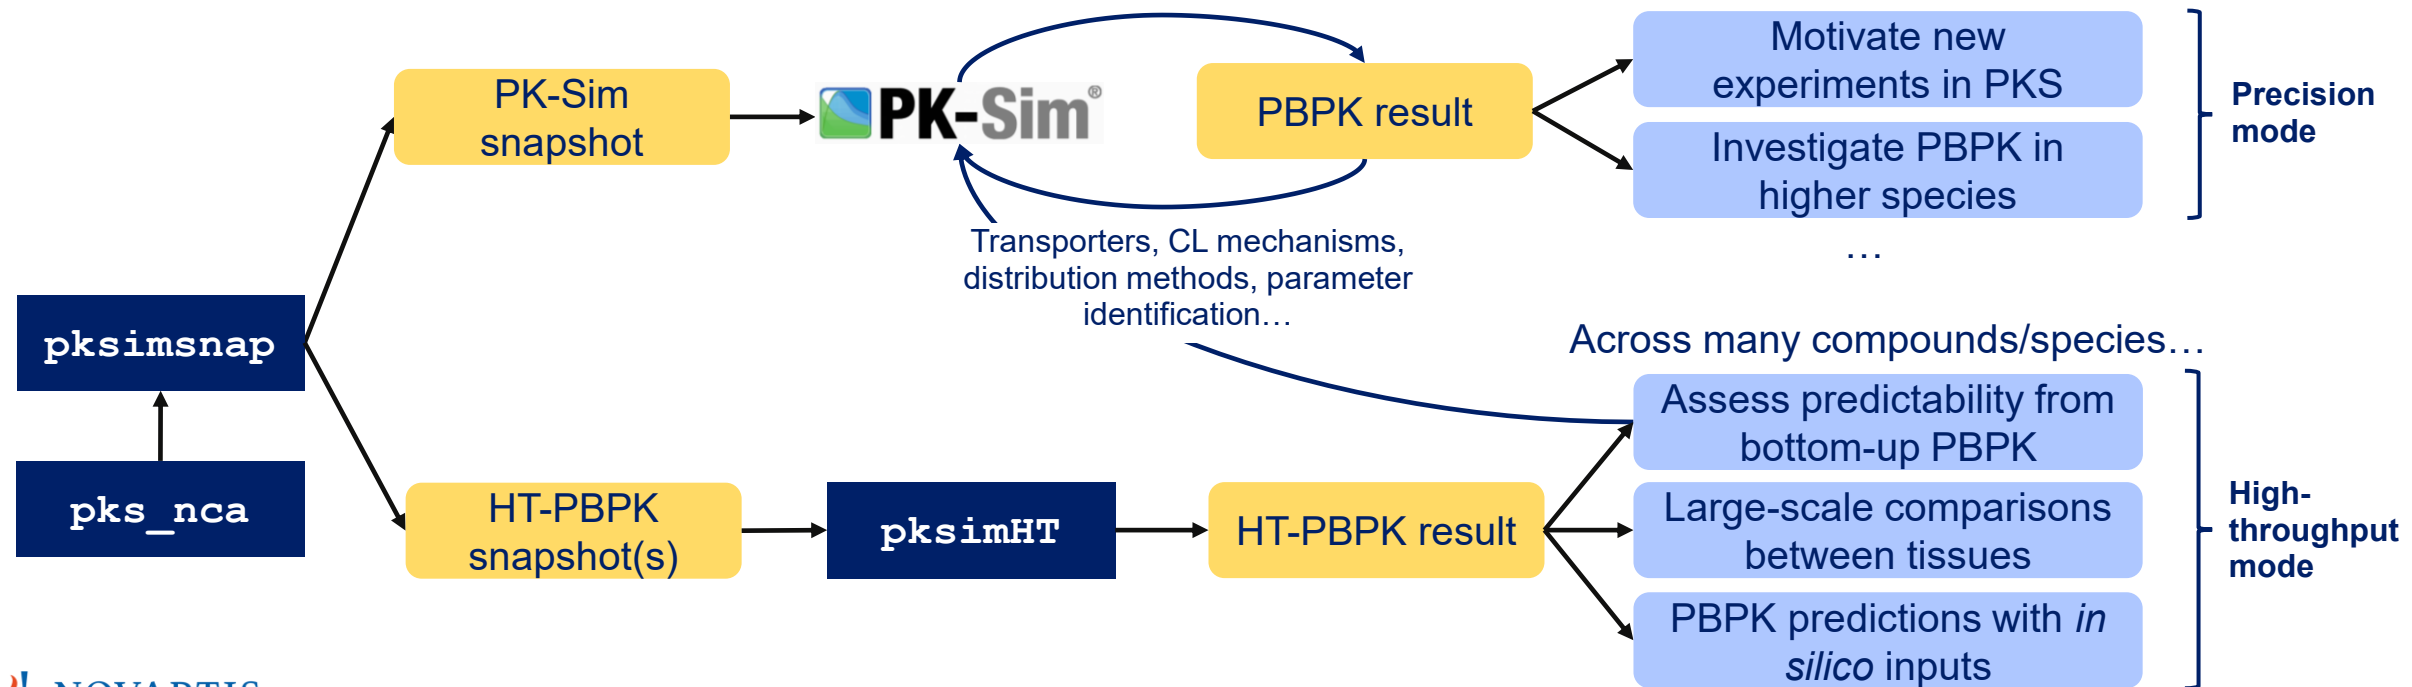 PK-Sim
snapshot
PK-Sim®
PBPK result
Motivate new
experiments in PKS
Investigate PBPK in
higher species
…
Precision
mode
Transporters, CL mechanisms,
distribution methods, parameter
identification…
pksimsnap
pks_nca
HT-PBPK
snapshot(s)
pksimHT
HT-PBPK result
Across many compounds/species…
Assess predictability from
bottom-up PBPK
Large-scale comparisons
between tissues
PBPK predictions with in
silico inputs
High-
throughput
mode
NOVARTIS